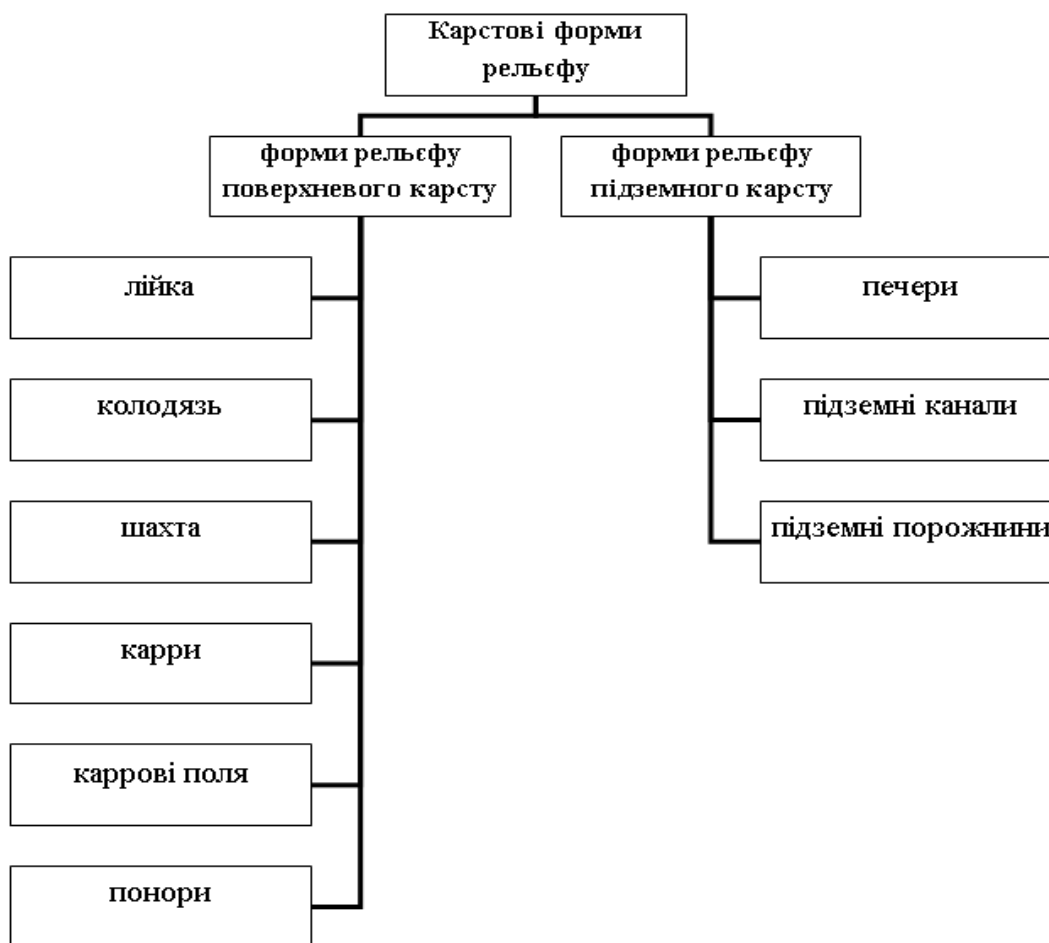 Карстові форми
рельєфу
форми рельєфу
поверхневого карсту
форми рельєфу
підземного карсту
лійка
колодязь
шахта
карри
каррові поля
понори
печери
підземні канали
підземні порожнини